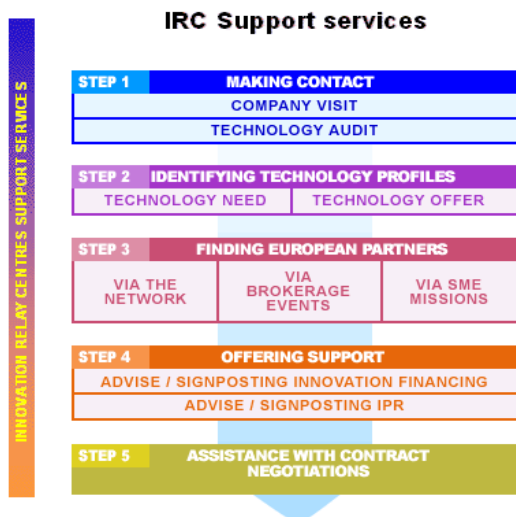 IRC Support services
INNOVATION RELAY CENTRES SUPPORT SERVICES
STEP 1 MAKING CONTACT
COMPANY VISIT
TECHNOLOGY AUDIT
STEP 2 IDENTIFYING TECHNOLOGY PROFILES
TECHNOLOGY NEED TECHNOLOGY OFFER
STEP 3 FINDING EUROPEAN PARTNERS
VIA THE
NETWORK
VIA
BROKERAGE
EVENTS
VIA SME
MISSIONS
STEP 4 OFFERING SUPPORT
ADVISE / SIGNPOSTING INNOVATION FINANCING
ADVISE / SIGNPOSTING IPR
STEP 5 ASSISTANCE WITH CONTRACT
NEGOTIATIONS